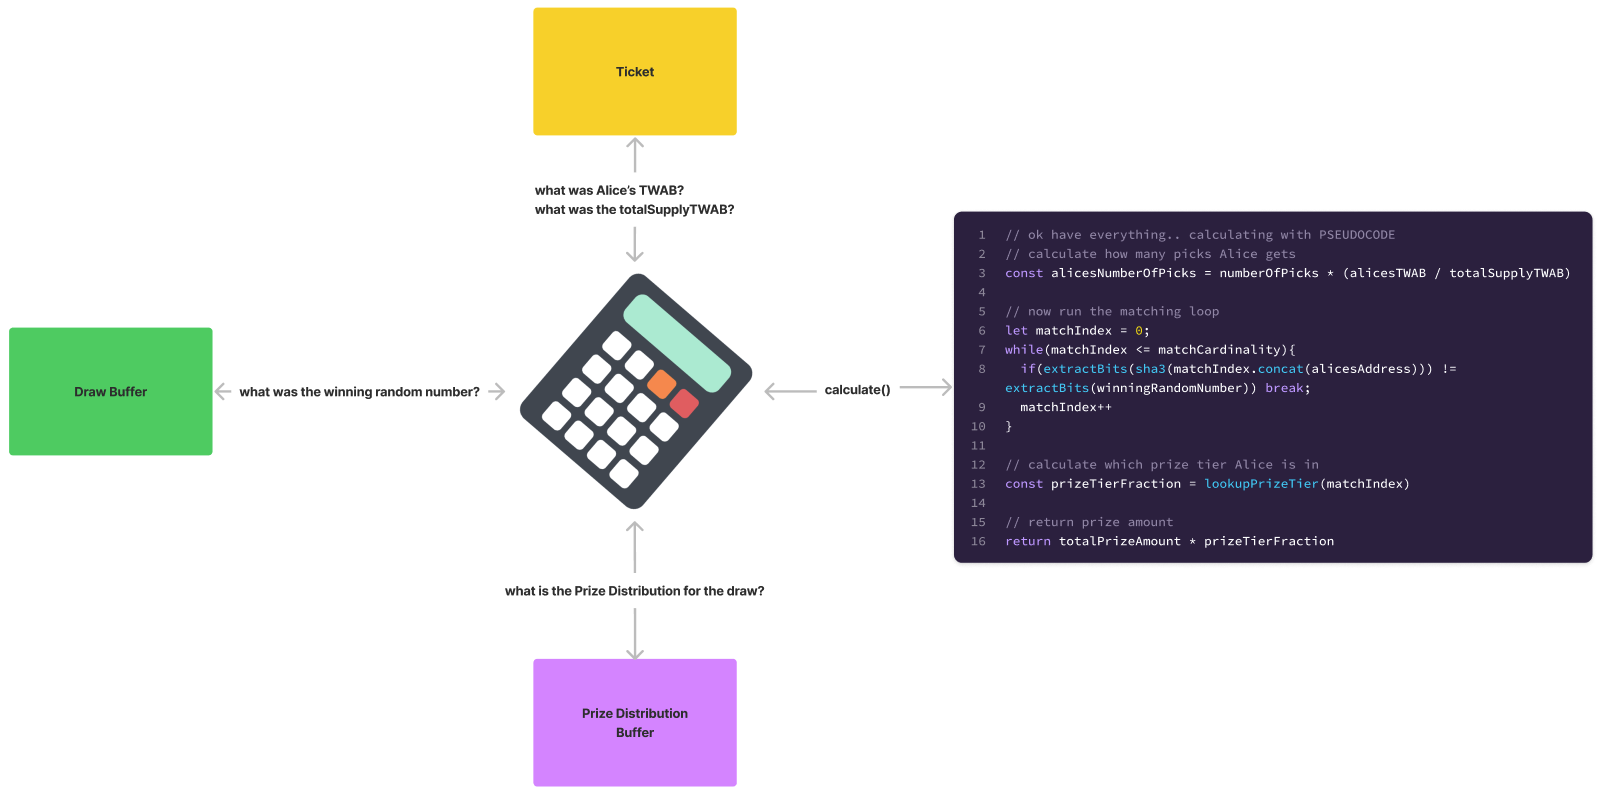 Ticket
what was Alice's TWAB?
what was the totalSupplyTWAB?
Draw Buffer
what was the winning random number?
calculate()
1 // ok have everything.. calculating with PSEUDOCODE
2 // calculate how many picks Alice gets
3 const alicesNumberOfPicks = numberOfPicks * (alicesTWAB / totalSupplyTWAB)
4
5 // now run the matching loop
6 let matchIndex = 0;
7 while(matchIndex <= matchCardinality){
8 if(extractBits(sha3(matchIndex.concat(alicesAddress))) !=
extractBits(winningRandomNumber)) break;
9 matchIndex++
10 }
11
12 // calculate which prize tier Alice is in
13 const prizeTierFraction = lookupPrizeTier(matchIndex)
14
15 // return prize amount
16 return totalPrizeAmount * prizeTierFraction
what is the Prize Distribution for the draw?
Prize Distribution
Buffer